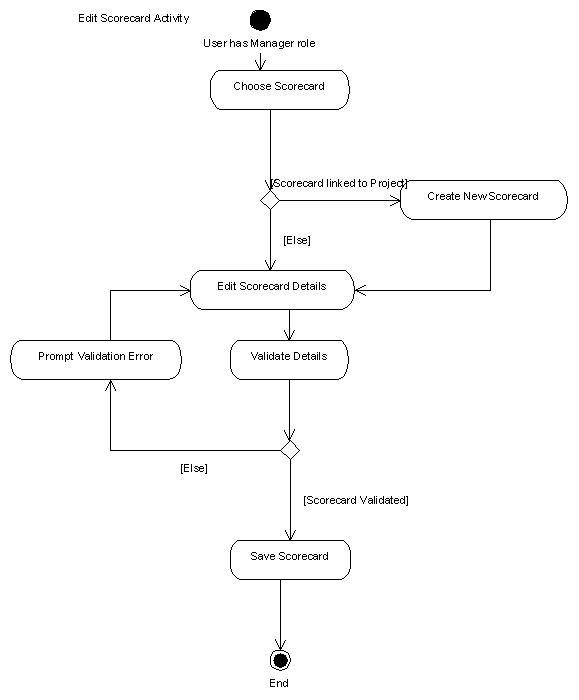 Edit Scorecard Activity
User has Manager role
Choose Scorecard
[Scorecard linked to Project]
Create New Scorecard
[Else]
Edit Scorecard Details
Prompt Validation Error
Validate Details
[Else]
[Scorecard Validated]
Save Scorecard
End